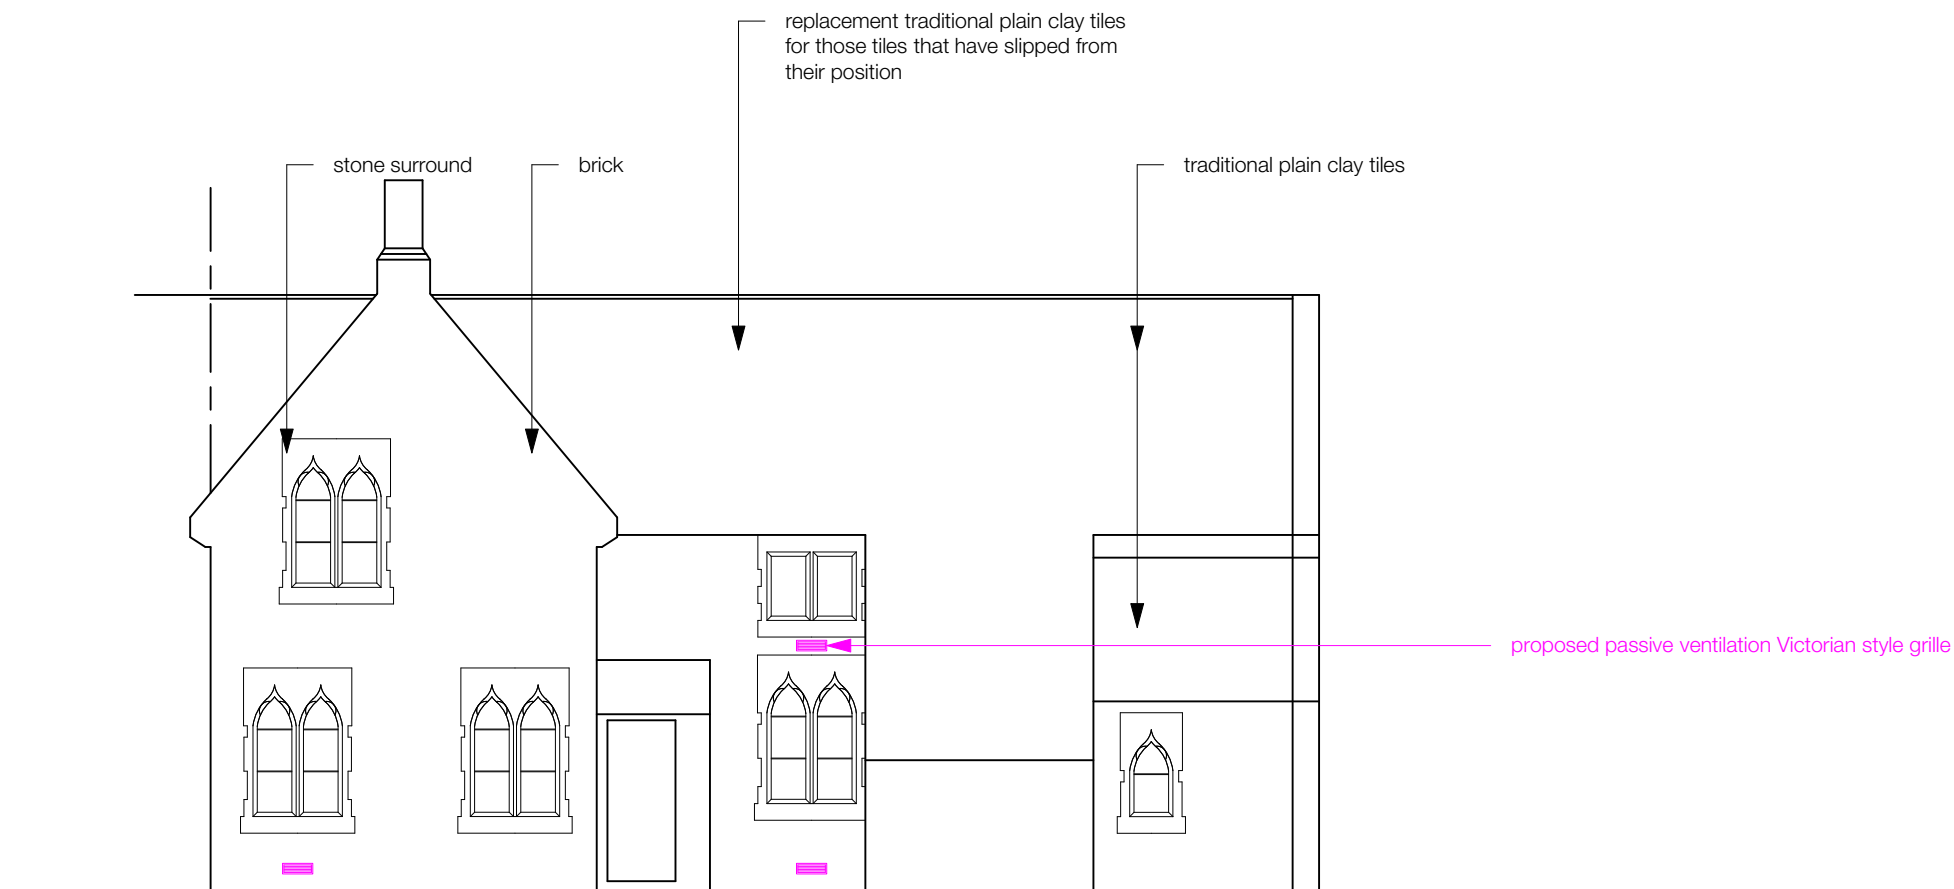 replacement traditional plain clay tiles
for those tiles that have slipped from
their position
stone surround
brick
traditional plain clay tiles
proposed passive ventilation Victorian style grille